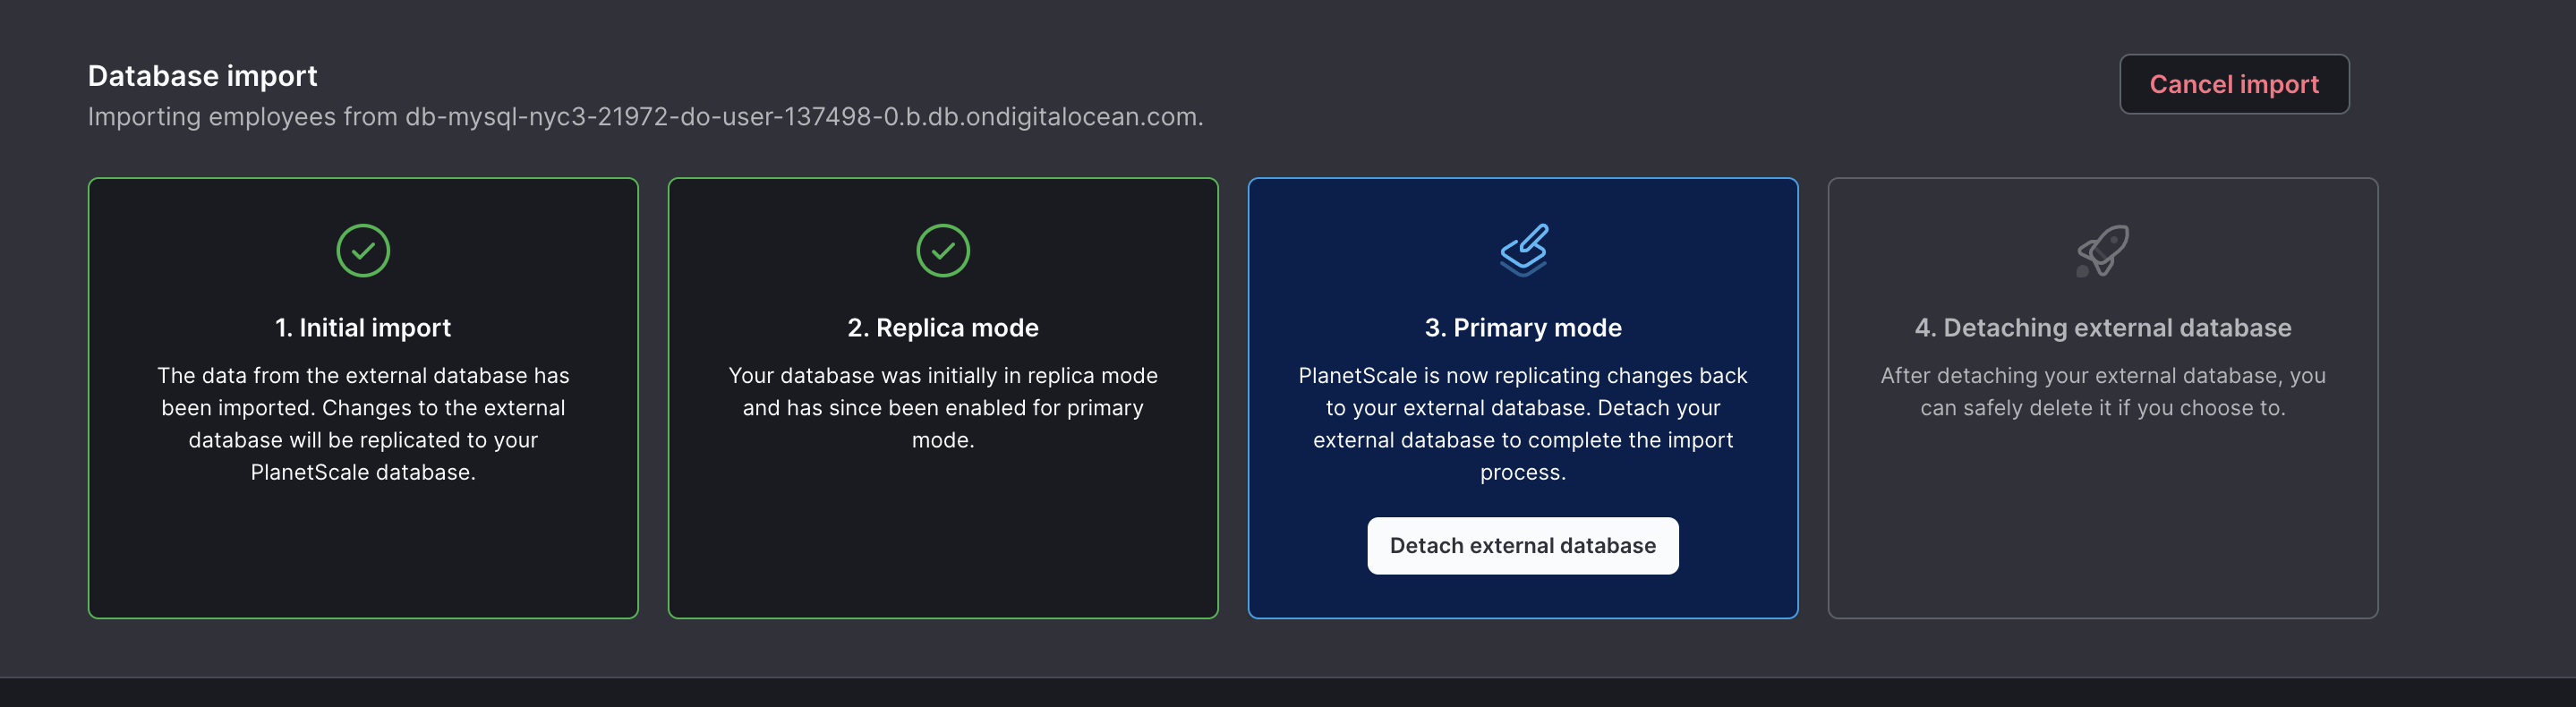 Database import
Cancel import
Importing employees from db-mysql-nyc3-21972-do-user-137498-0.b.db.ondigitalocean.com.
1. Initial import
The data from the external database has
been imported. Changes to the external
database will be replicated to your
PlanetScale database.
2. Replica mode
Your database was initially in replica mode
and has since been enabled for primary
mode.
3. Primary mode
PlanetScale is now replicating changes back
to your external database. Detach your
external database to complete the import
process.
Detach external database
4. Detaching external database
After detaching your external database, you
can safely delete it if you choose to.